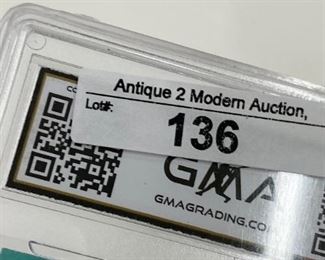 Antique 2 Modern Auction,
Lot#:
136
GMA
GMAGRADING.CO